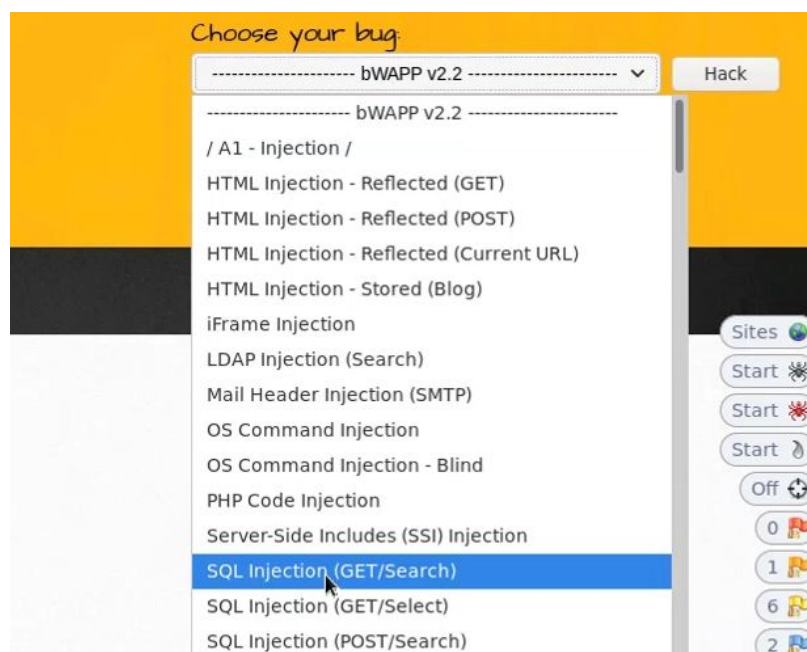 Choose your bug:
---------------------- bWAPP v2.2 -----------------------
Hack
---------------------- bWAPP v2.2 -----------------------
/ A1 - Injection /
HTML Injection - Reflected (GET)
HTML Injection - Reflected (POST)
HTML Injection - Reflected (Current URL)
HTML Injection - Stored (Blog)
iFrame Injection
LDAP Injection (Search)
Mail Header Injection (SMTP)
OS Command Injection
OS Command Injection - Blind
PHP Code Injection
Server-Side Includes (SSI) Injection
SQL Injection (GET/Search)
SQL Injection (GET/Select)
SQL Injection (POST/Search)
Sites
Start
Start
Start
Off
0
1
6
2